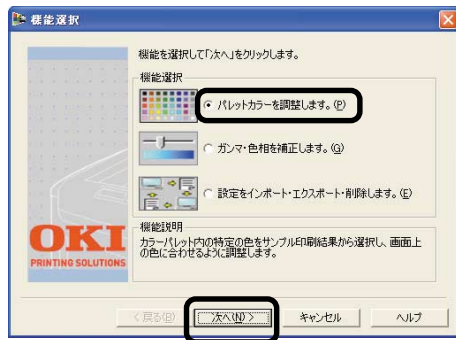 機能選択
機能を選択して「次へ」をクリックします。
機能選択
パレットカラーを調整します。(P)
ガンマ・色相を補正します。(G)
設定をインポート・エクスポート・削除します。(E)
OKI
PRINTING SOLUTIONS
機能説明
カラーパレット内の特定の色をサンプル印刷結果から選択し、画面上
の色に合わせるように調整します。
< 戻る(B)
次へ(N) >
キャンセル
ヘルプ